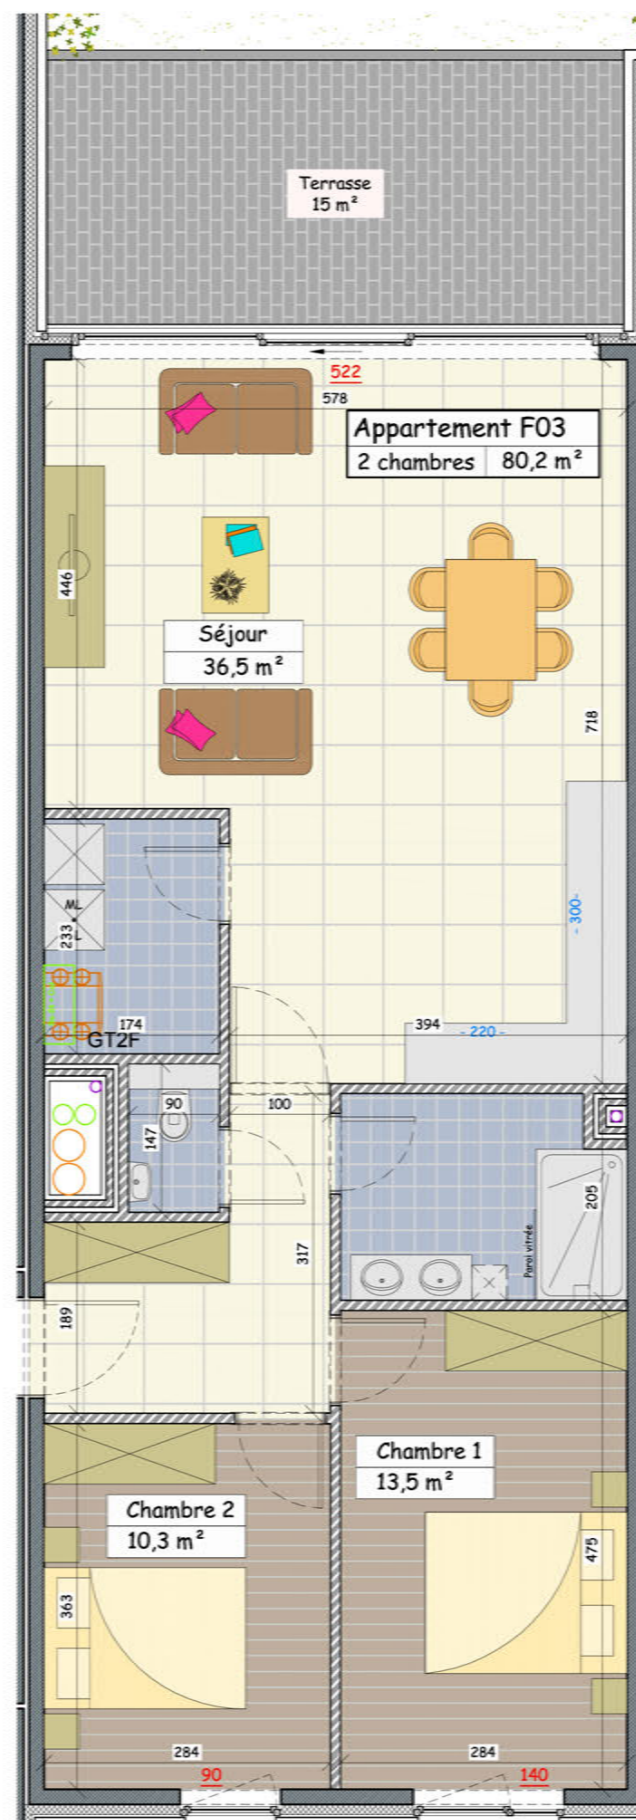 Terrasse
15 m²
522
578
Appartement F03
2 chambres 80,2 m²
446
Séjour
36,5 m²
718
ML
233
- 300-
174
GT2F
394
- 220 -
90
100
147
205
Paroi vitrée
317
189
Chambre 1
13,5 m²
Chambre 2
10,3 m²
475
363
284
284
90
140